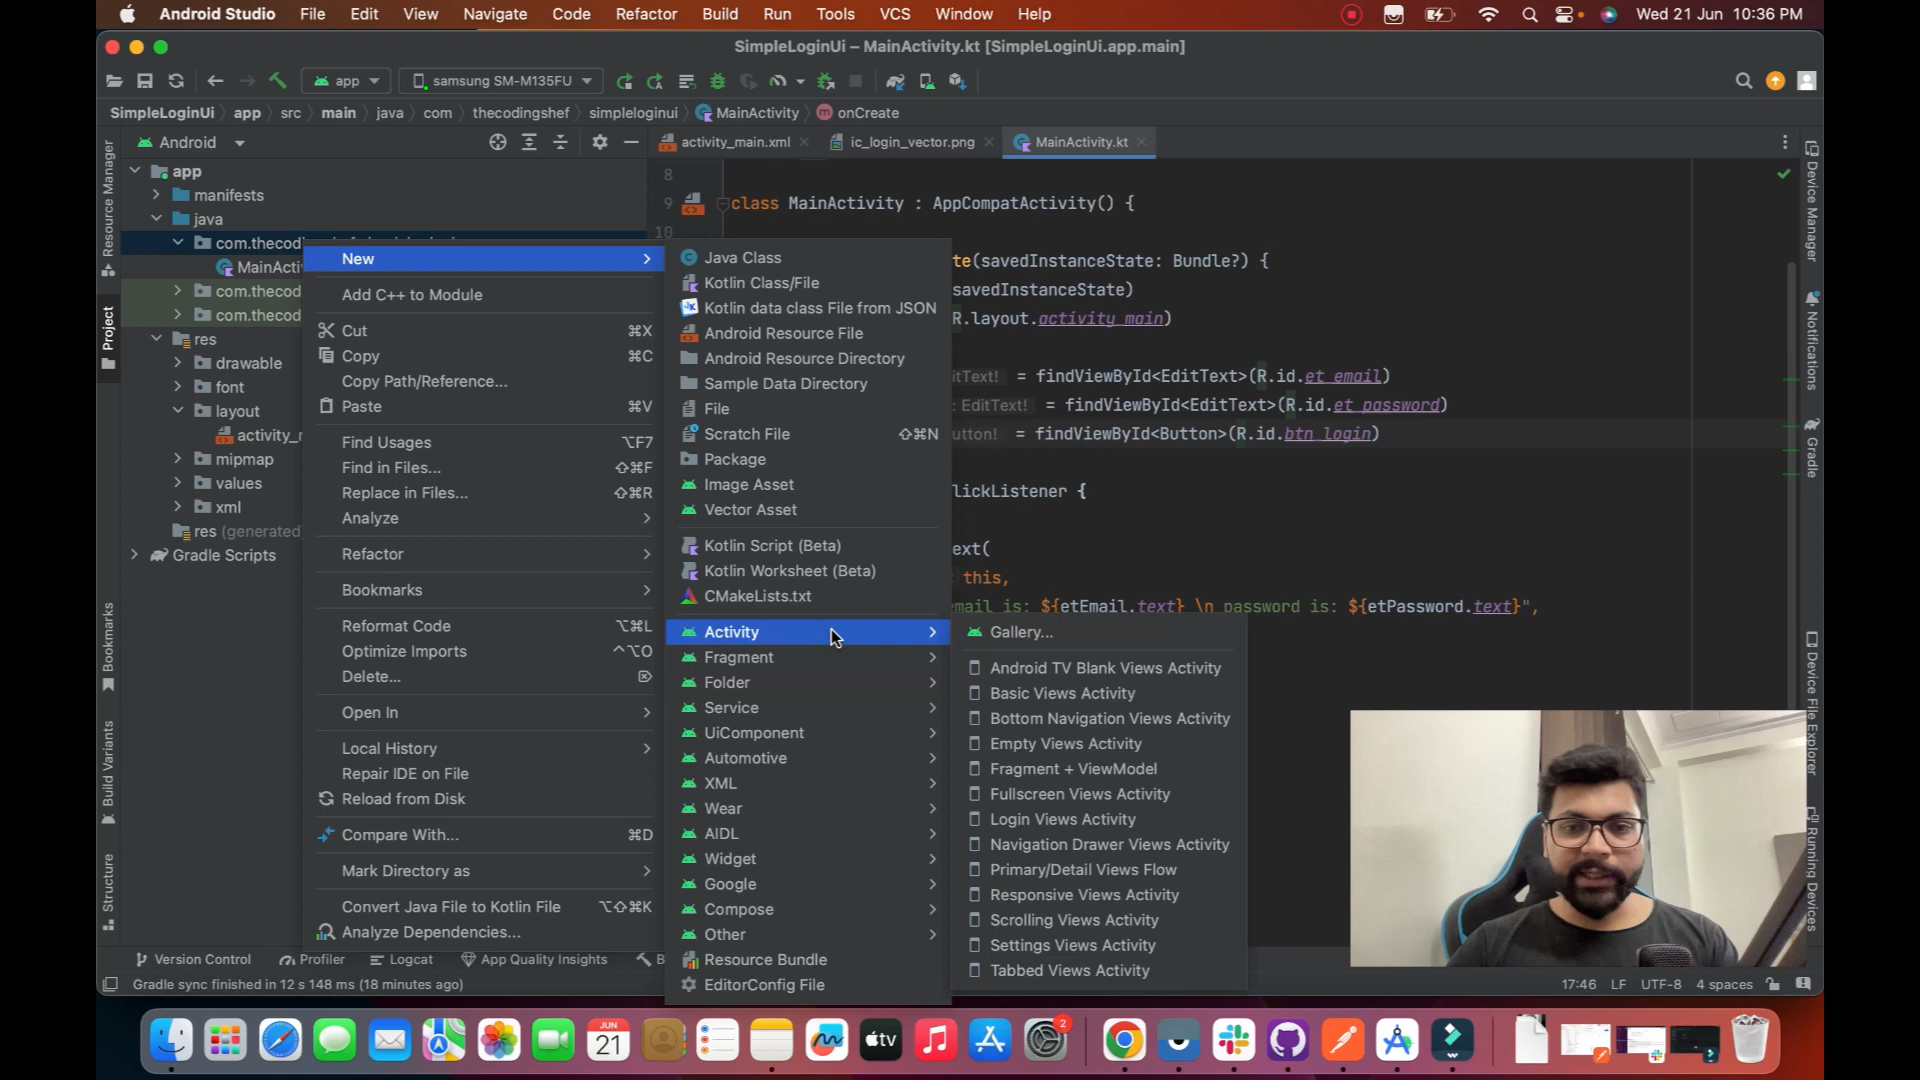 Android Studio File Edit View Navigate Code Refactor Build Run Tools VCS Window Help Wed 21 Jun 10:36 PM
SimpleLoginUi – MainActivity.kt [SimpleLoginUi.app.main]
app samsung SM-M135FU
SimpleLoginUi app src main java com thecodingshef simpleloginui MainActivity onCreate
Android
activity_main.xml ic_login_vector.png MainActivity.kt
Resource Manager
Project
Bookmarks
Build Variants
Structure
app
manifests
java
com.thecodi
MainActi
com.thecod
com.thecod
res
drawable
font
layout
activity_
mipmap
values
xml
res (generated)
Gradle Scripts
New
Add C++ to Module
Cut ⌘X
Copy ⌘C
Copy Path/Reference...
Paste ⌘V
Find Usages ⌥F7
Find in Files... ⇧⌘F
Replace in Files... ⇧⌘R
Analyze
Refactor
Bookmarks
Reformat Code ⌥⌘L
Optimize Imports ^⌥O
Delete... ⌦
Open In
Local History
Repair IDE on File
Reload from Disk
Compare With... ⌘D
Mark Directory as
Convert Java File to Kotlin File ⌥⇧⌘K
Analyze Dependencies...
Java Class
Kotlin Class/File
Kotlin data class File from JSON
Android Resource File
Android Resource Directory
Sample Data Directory
File
Scratch File ⇧⌘N
Package
Image Asset
Vector Asset
Kotlin Script (Beta)
Kotlin Worksheet (Beta)
CMakeLists.txt
Activity
Fragment
Folder
Service
UiComponent
Automotive
XML
Wear
AIDL
Widget
Google
Compose
Other
Resource Bundle
EditorConfig File
Gallery...
Android TV Blank Views Activity
Basic Views Activity
Bottom Navigation Views Activity
Empty Views Activity
Fragment + ViewModel
Fullscreen Views Activity
Login Views Activity
Navigation Drawer Views Activity
Primary/Detail Views Flow
Responsive Views Activity
Scrolling Views Activity
Settings Views Activity
Tabbed Views Activity
8
9 class MainActivity : AppCompatActivity() {
10
te(savedInstanceState: Bundle?) {
savedInstanceState)
R.layout.activity_main)
itText! = findViewById<EditText>(R.id.et_email)
: EditText! = findViewById<EditText>(R.id.et_password)
utton! = findViewById<Button>(R.id.btn_login)
lickListener {
ext(
this,
email is: ${etEmail.text} \n password is: ${etPassword.text}",
Device Manager
Notifications
Gradle
Device File Explorer
Running Devices
Version Control Profiler Logcat App Quality Insights B
Gradle sync finished in 12 s 148 ms (18 minutes ago) 17:46 LF UTF-8 4 spaces
JUN
21
tv
2